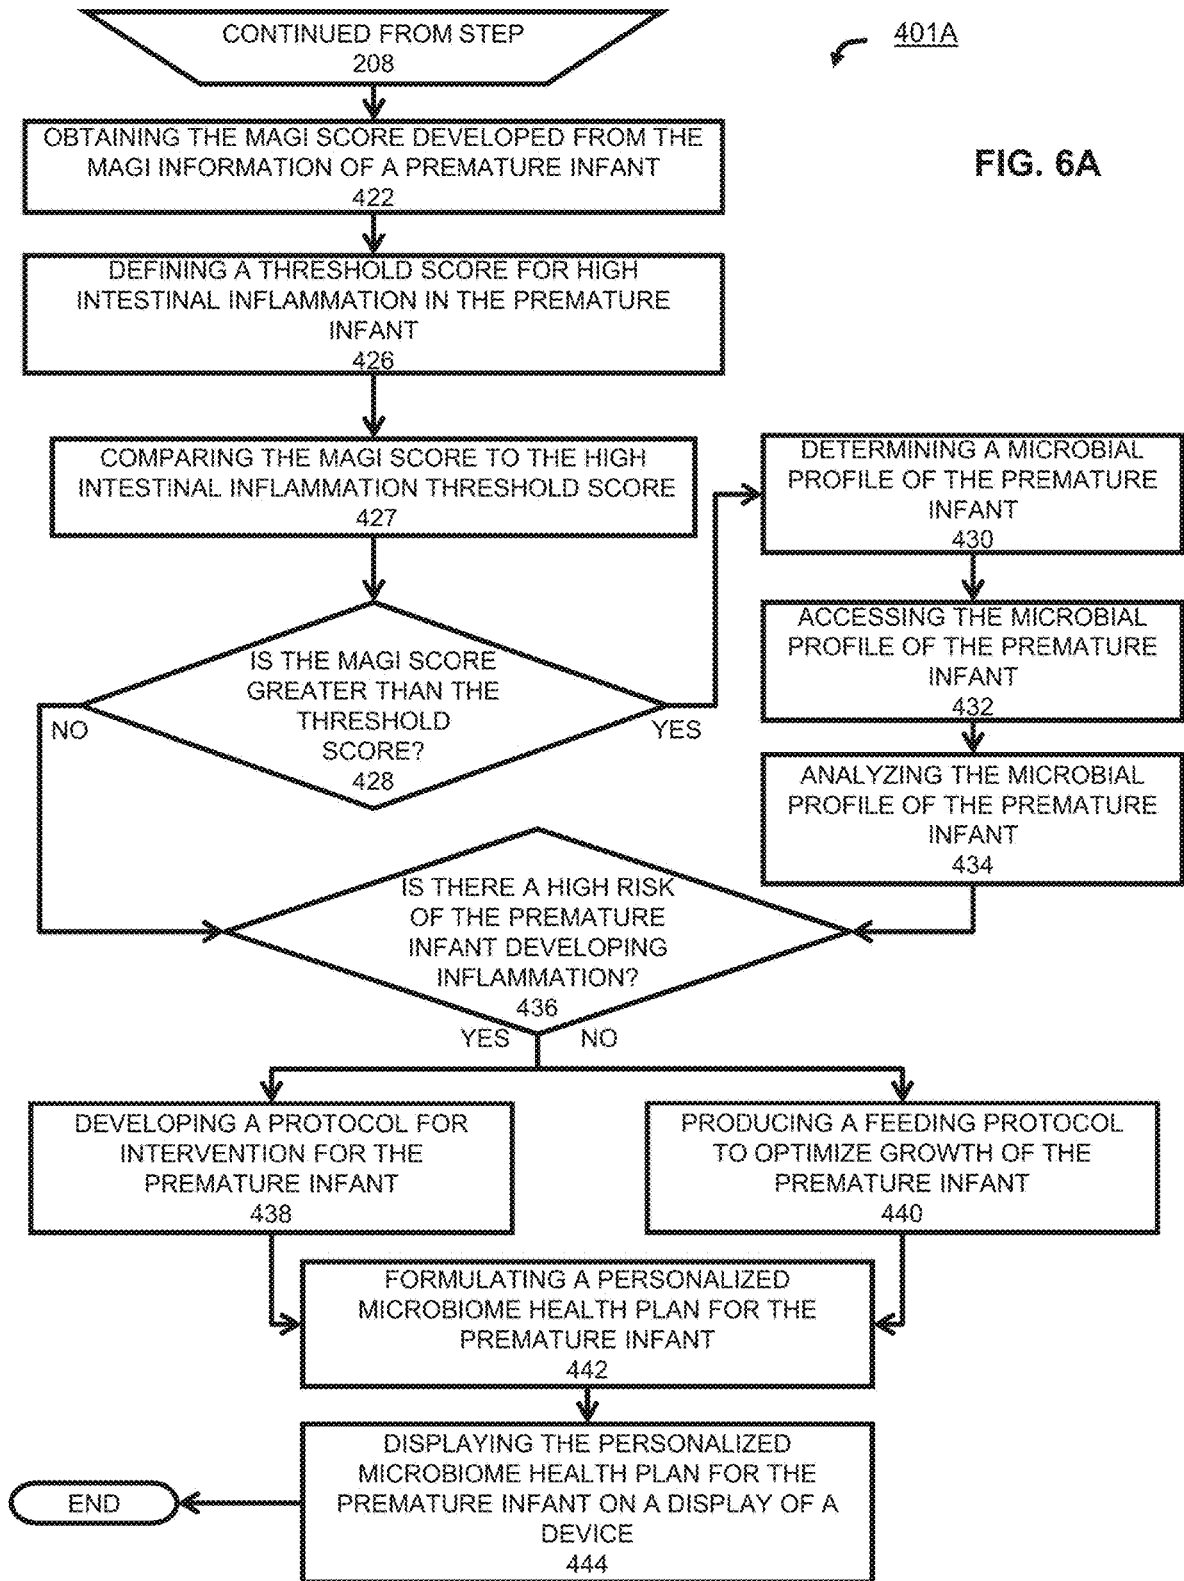 CONTINUED FROM STEP
208
401A
FIG. 6A
OBTAINING THE MAGI SCORE DEVELOPED FROM THE
MAGI INFORMATION OF A PREMATURE INFANT
422
DEFINING A THRESHOLD SCORE FOR HIGH
INTESTINAL INFLAMMATION IN THE PREMATURE
INFANT
426
COMPARING THE MAGI SCORE TO THE HIGH
INTESTINAL INFLAMMATION THRESHOLD SCORE
427
IS THE MAGI SCORE
GREATER THAN THE
THRESHOLD
SCORE?
428
NO
YES
DETERMINING A MICROBIAL
PROFILE OF THE PREMATURE
INFANT
430
ACCESSING THE MICROBIAL
PROFILE OF THE PREMATURE
INFANT
432
ANALYZING THE MICROBIAL
PROFILE OF THE PREMATURE
INFANT
434
IS THERE A HIGH RISK
OF THE PREMATURE
INFANT DEVELOPING
INFLAMMATION?
436
YES
NO
DEVELOPING A PROTOCOL FOR
INTERVENTION FOR THE
PREMATURE INFANT
438
PRODUCING A FEEDING PROTOCOL
TO OPTIMIZE GROWTH OF THE
PREMATURE INFANT
440
FORMULATING A PERSONALIZED
MICROBIOME HEALTH PLAN FOR THE
PREMATURE INFANT
442
DISPLAYING THE PERSONALIZED
MICROBIOME HEALTH PLAN FOR THE
PREMATURE INFANT ON A DISPLAY OF A
DEVICE
444
END